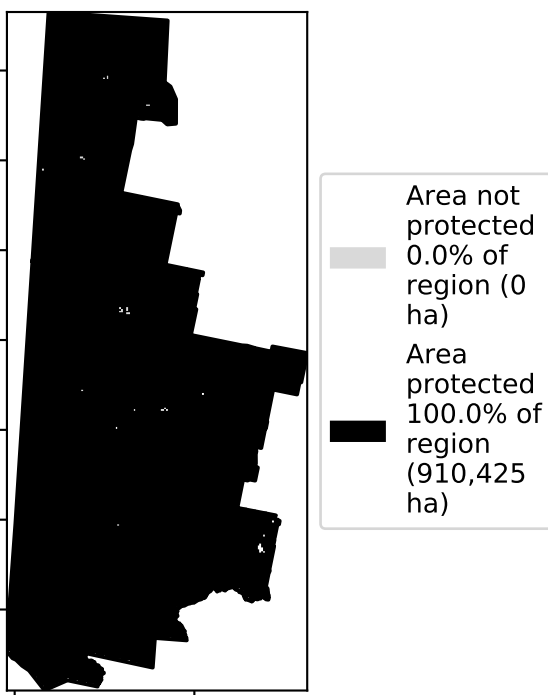 Area not
protected
0.0% of
region (0
ha)
Area
protected
100.0% of
region
(910,425
ha)